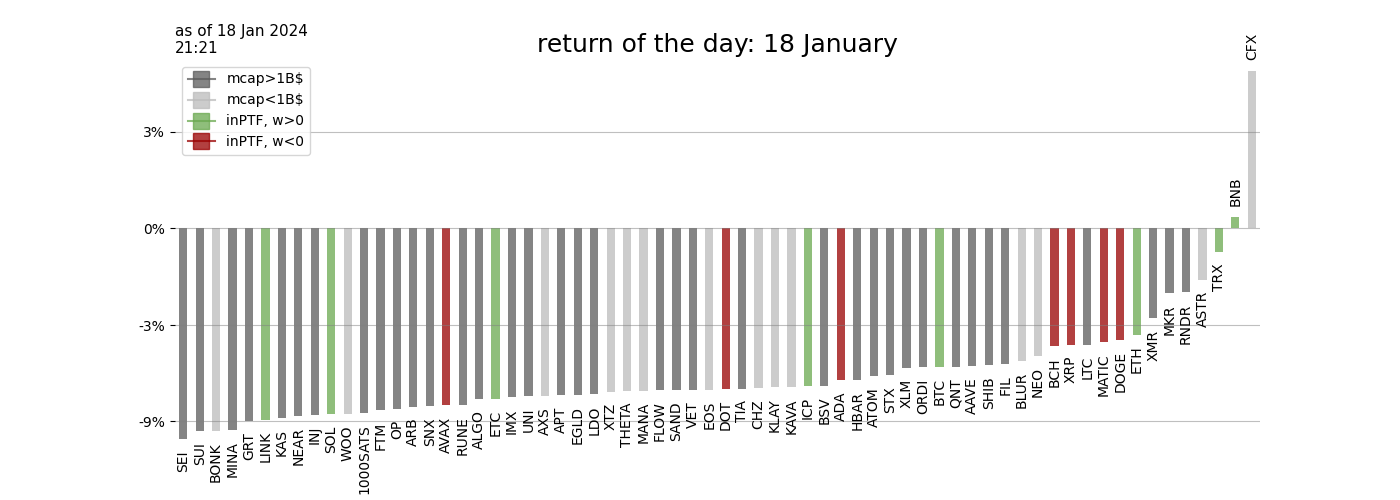 as of 18 Jan 2024
21:21
return of the day: 18 January
mcap>1B$
mcap<1B$
inPTF, w>0
inPTF, w<0
3%
0%
-3%
-9%
SEI
SUI
BONK
MINA
GRT
LINK
KAS
NEAR
INJ
SOL
WOO
1000SATS
FTM
OP
ARB
SNX
AVAX
RUNE
ALGO
ETC
IMX
UNI
AXS
APT
EGLD
LDO
XTZ
THETA
MANA
FLOW
SAND
VET
EOS
DOT
TIA
CHZ
KLAY
KAVA
ICP
BSV
ADA
HBAR
ATOM
STX
XLM
ORDI
BTC
QNT
AAVE
SHIB
FIL
BLUR
NEO
BCH
XRP
LTC
MATIC
DOGE
ETH
XMR
MKR
RNDR
ASTR
TRX
BNB
CFX